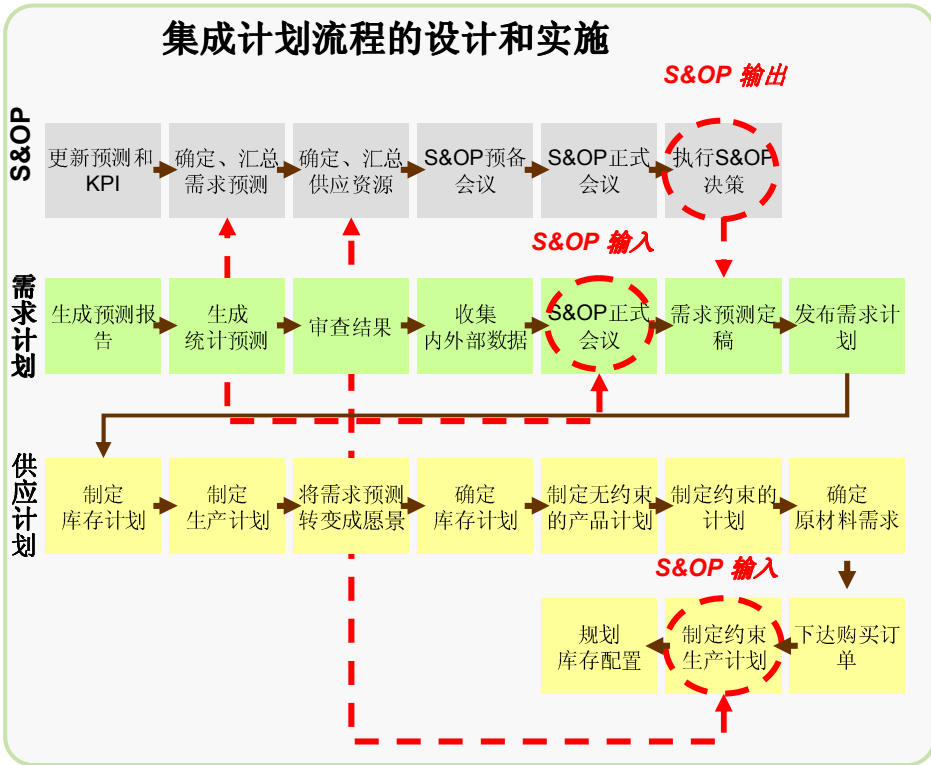 集成计划流程的设计和实施
S&OP 输出
S&OP
更新预测和
KPI
确定、汇总
需求预测
确定、汇总
供应资源
S&OP预备
会议
S&OP正式
会议
执行S&OP
决策
S&OP 输入
需求计划
生成预测报
告
生成
统计预测
审查结果
收集
内外部数据
S&OP正式
会议
需求预测定
稿
发布需求计
划
供应计划
制定
库存计划
制定
生产计划
将需求预测
转变成愿景
确定
库存计划
制定无约束
的产品计划
制定约束的
计划
确定
原材料需求
S&OP 输入
规划
库存配置
制定约束
生产计划
下达购买订
单